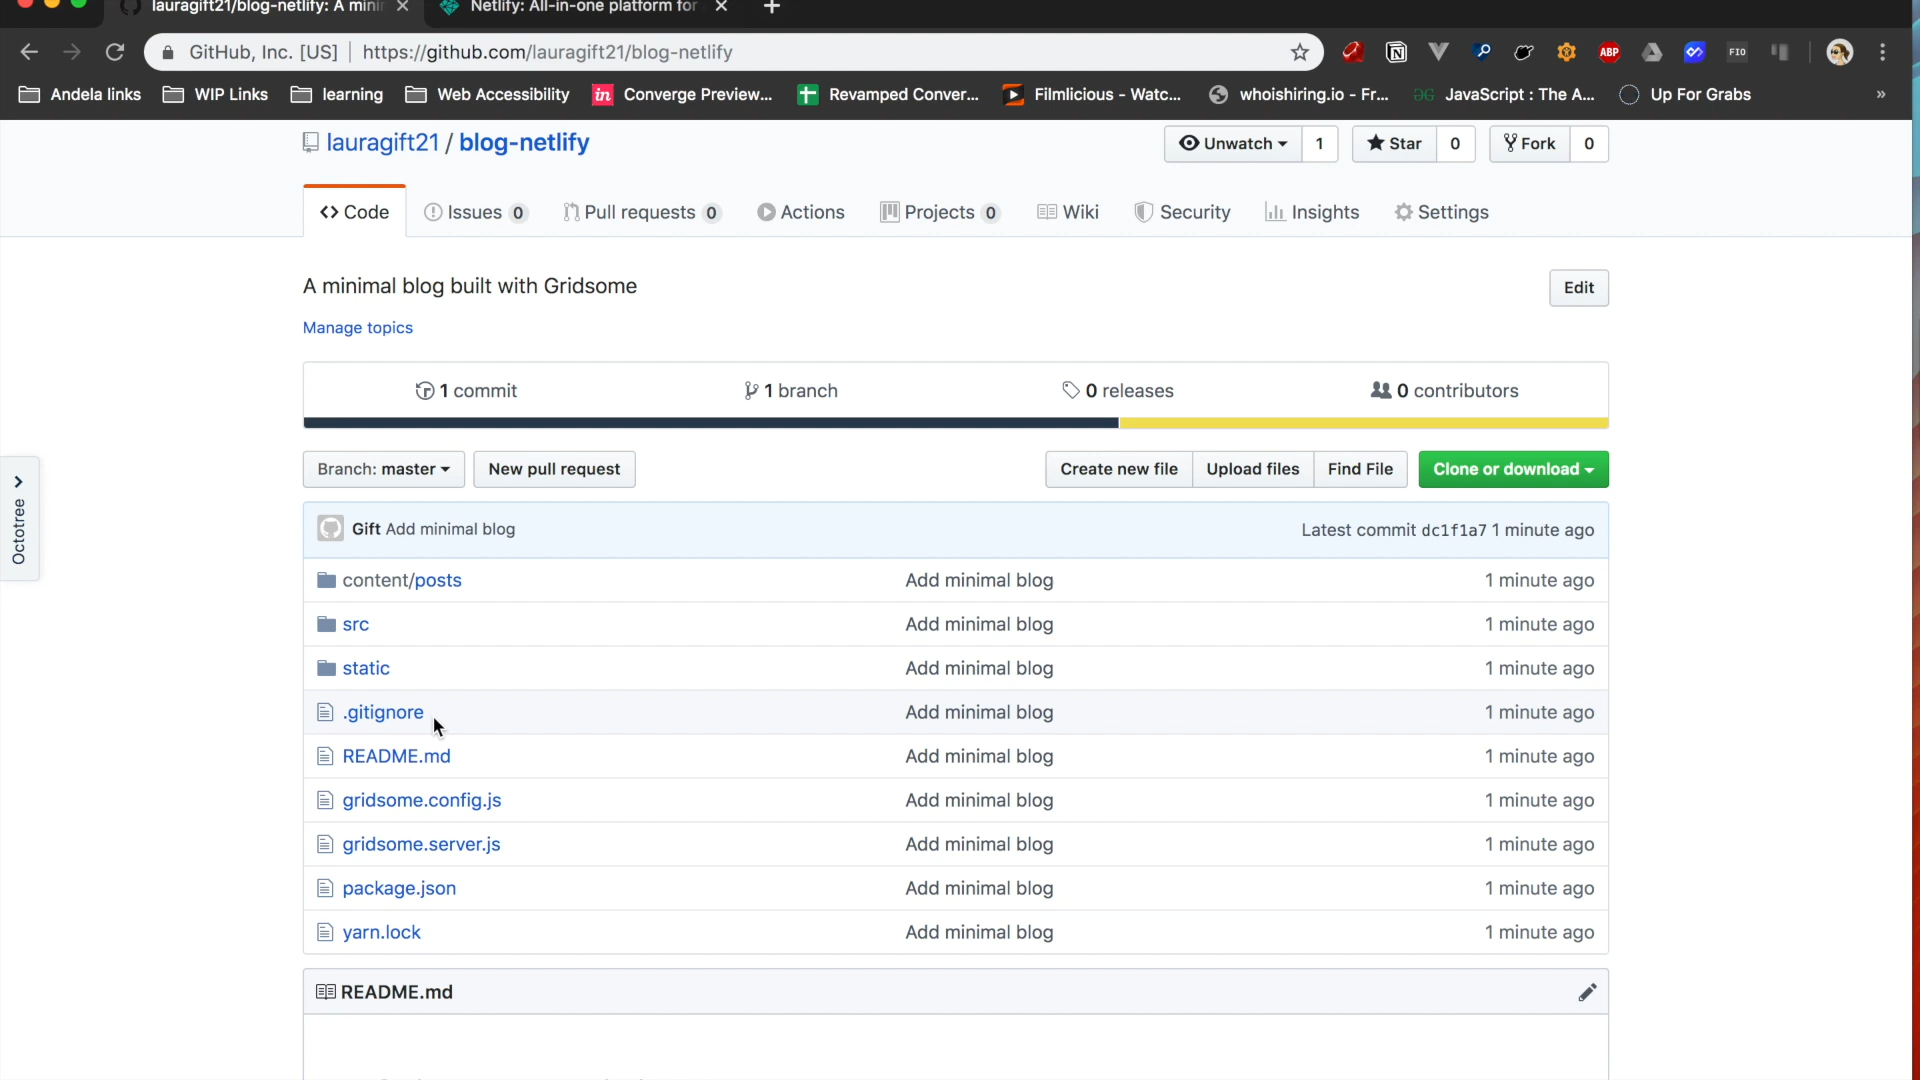 lauragift21/blog-netlify: A mini
Netlify: All-in-one platform for
GitHub, Inc. [US] | https://github.com/lauragift21/blog-netlify
ABP
FIO
Andela links
WIP Links
learning
Web Accessibility
in Converge Preview...
Revamped Conver...
Filmlicious - Watc...
whoishiring.io - Fr...
JavaScript : The A...
Up For Grabs
»
lauragift21 / blog-netlify
Unwatch 1
Star 0
Fork 0
Code
Issues 0
Pull requests 0
Actions
Projects 0
Wiki
Security
Insights
Settings
A minimal blog built with Gridsome
Edit
Manage topics
1 commit
1 branch
0 releases
0 contributors
Branch: master
New pull request
Create new file
Upload files
Find File
Clone or download
Octotree
Gift Add minimal blog
Latest commit dc1f1a7 1 minute ago
content/posts Add minimal blog 1 minute ago
src Add minimal blog 1 minute ago
static Add minimal blog 1 minute ago
.gitignore Add minimal blog 1 minute ago
README.md Add minimal blog 1 minute ago
gridsome.config.js Add minimal blog 1 minute ago
gridsome.server.js Add minimal blog 1 minute ago
package.json Add minimal blog 1 minute ago
yarn.lock Add minimal blog 1 minute ago
README.md